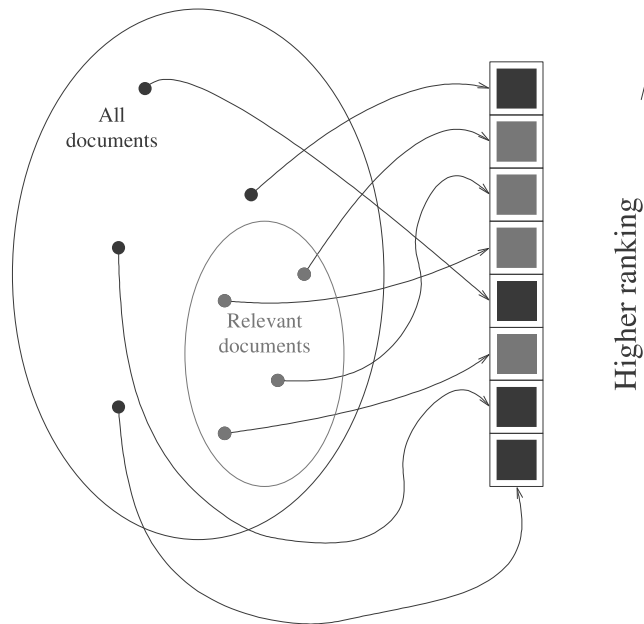 All
documents
Relevant
documents
Higher ranking